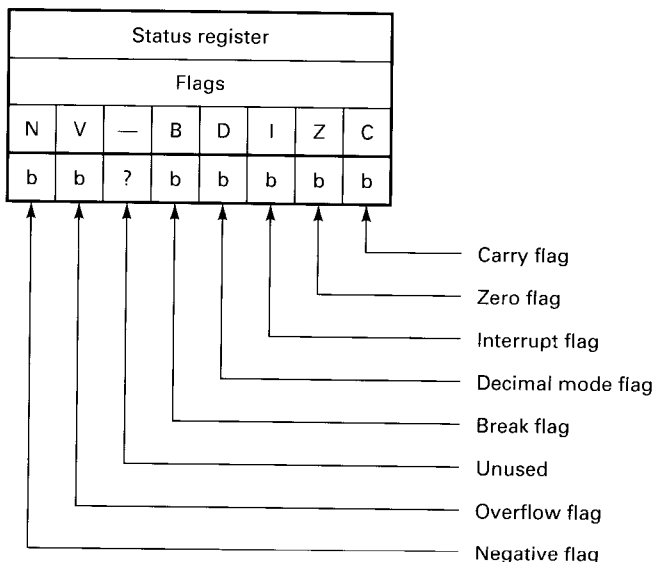 Status register
Flags
N V — B D I Z C
b b ? b b b b b
Carry flag
Zero flag
Interrupt flag
Decimal mode flag
Break flag
Unused
Overflow flag
Negative flag